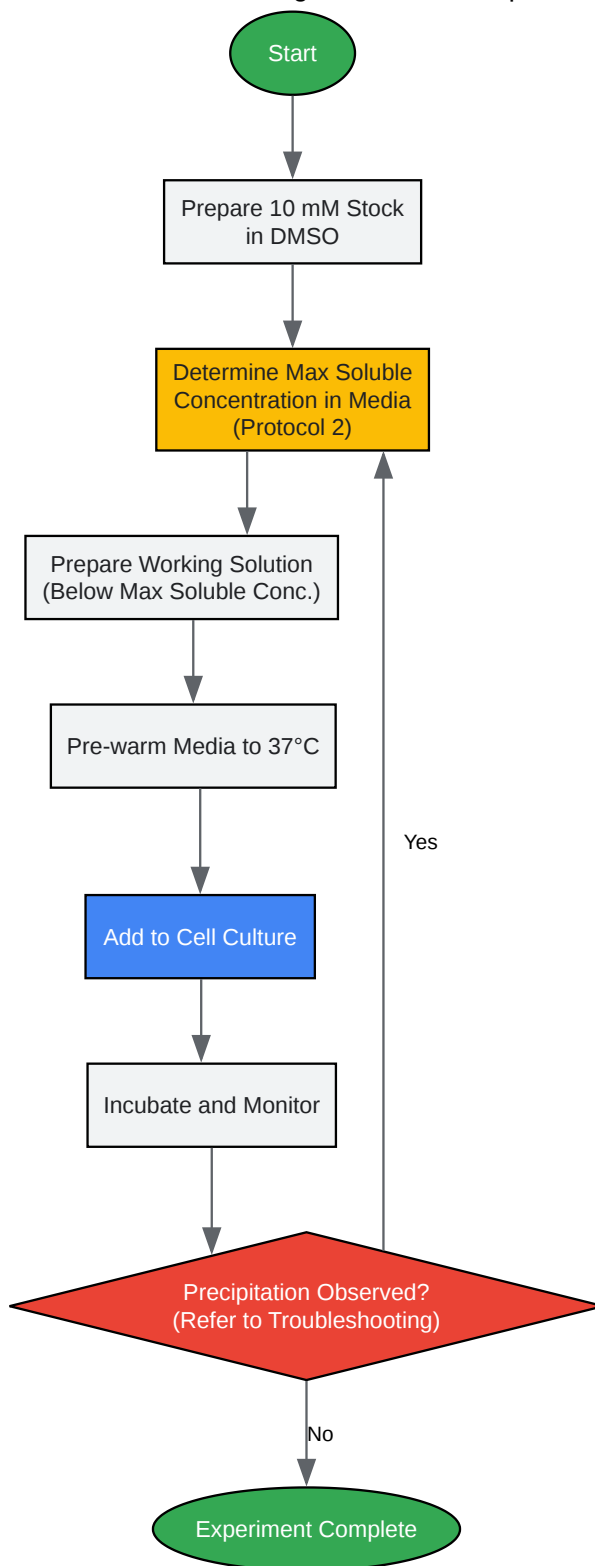 Start
Prepare 10 mM Stock
in DMSO
Determine Max Soluble
Concentration in Media
(Protocol 2)
Prepare Working Solution
(Below Max Soluble Conc.)
Pre-warm Media to 37°C
Yes
Add to Cell Culture
Incubate and Monitor
Precipitation Observed?
(Refer to Troubleshooting)
No
Experiment Complete